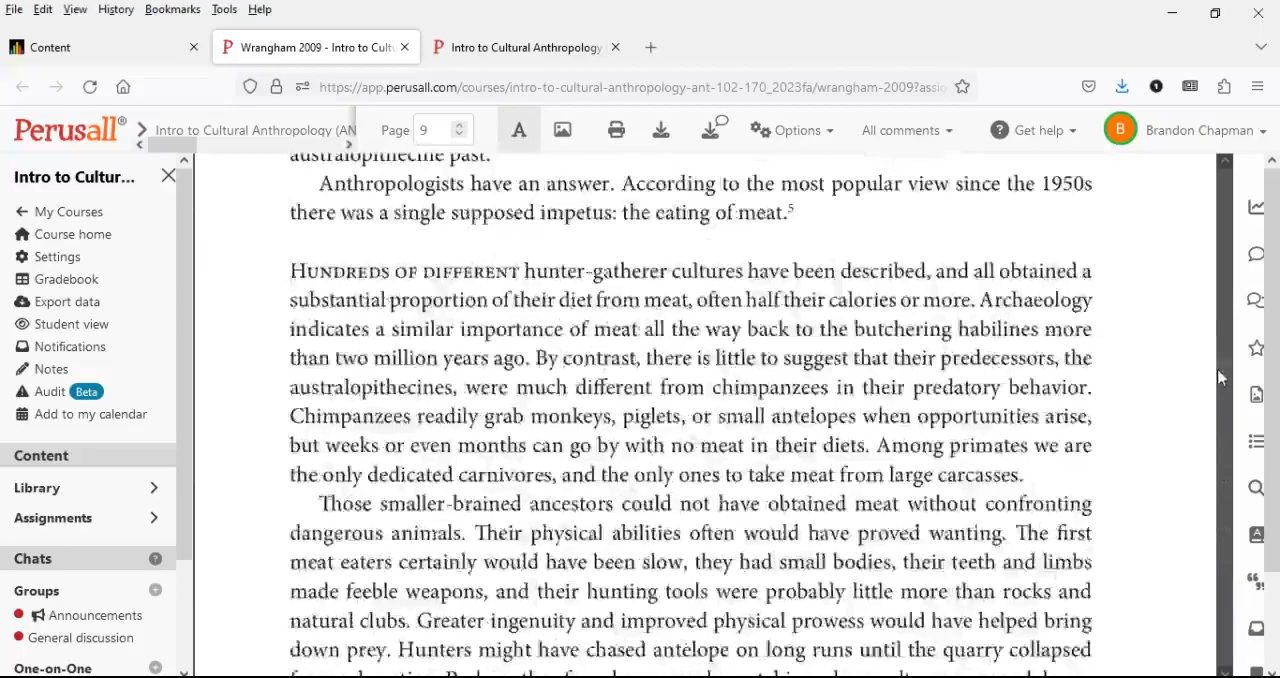 File Edit View History Bookmarks Tools Help
Content
Wrangham 2009 - Intro to Cultu
Intro to Cultural Anthropology
https://app.perusall.com/courses/intro-to-cultural-anthropology-ant-102-170_2023fa/wrangham-2009?assig
Perusall®
Intro to Cultural Anthropology (AN
Page 9
A
Options
All comments
Get help
B
Brandon Chapman
Intro to Cultur...
My Courses
Course home
Settings
Gradebook
Export data
Student view
Notifications
Notes
Audit Beta
Add to my calendar
Content
Library
Assignments
Chats
Groups
Announcements
General discussion
One-on-One
australopithecine past.
Anthropologists have an answer. According to the most popular view since the 1950s
there was a single supposed impetus: the eating of meat.⁵
HUNDREDS OF DIFFERENT hunter-gatherer cultures have been described, and all obtained a
substantial proportion of their diet from meat, often half their calories or more. Archaeology
indicates a similar importance of meat all the way back to the butchering habilines more
than two million years ago. By contrast, there is little to suggest that their predecessors, the
australopithecines, were much different from chimpanzees in their predatory behavior.
Chimpanzees readily grab monkeys, piglets, or small antelopes when opportunities arise,
but weeks or even months can go by with no meat in their diets. Among primates we are
the only dedicated carnivores, and the only ones to take meat from large carcasses.
Those smaller-brained ancestors could not have obtained meat without confronting
dangerous animals. Their physical abilities often would have proved wanting. The first
meat eaters certainly would have been slow, they had small bodies, their teeth and limbs
made feeble weapons, and their hunting tools were probably little more than rocks and
natural clubs. Greater ingenuity and improved physical prowess would have helped bring
down prey. Hunters might have chased antelope on long runs until the quarry collapsed